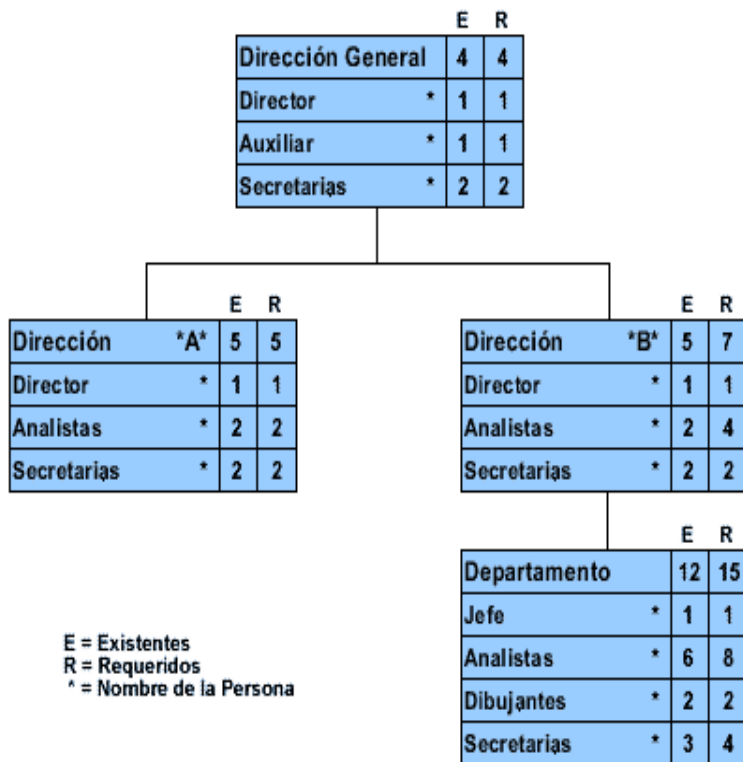 E R
Dirección General 4 4
Director * 1 1
Auxiliar * 1 1
Secretarias * 2 2
E R
Dirección *A* 5 5
Director * 1 1
Analistas * 2 2
Secretarias * 2 2
E R
Dirección *B* 5 7
Director * 1 1
Analistas * 2 4
Secretarias * 2 2
E R
Departamento 12 15
Jefe * 1 1
Analistas * 6 8
Dibujantes * 2 2
Secretarias * 3 4
E = Existentes
R = Requeridos
* = Nombre de la Persona